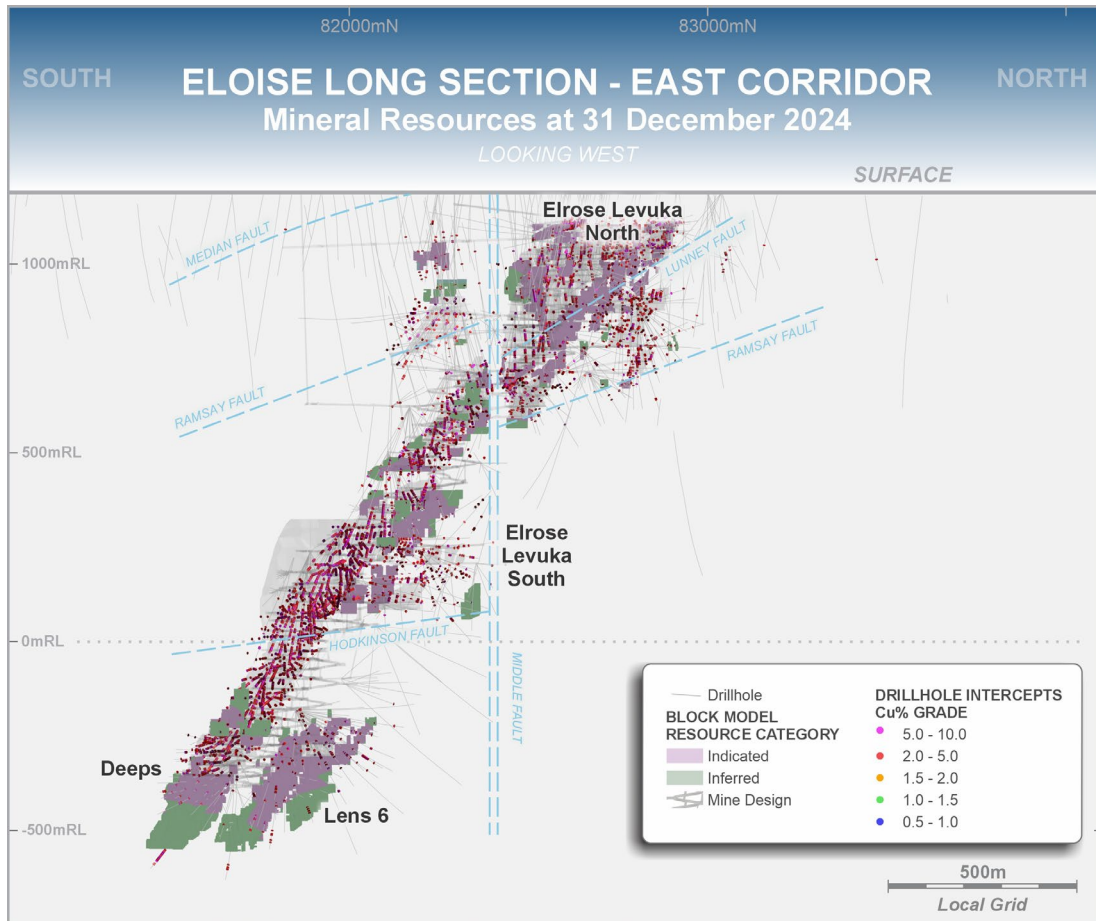 82000mN
83000mN
SOUTH
NORTH
ELOISE LONG SECTION - EAST CORRIDOR
Mineral Resources at 31 December 2024
LOOKING WEST
SURFACE
Elrose Levuka
North
MEDIAN FAULT
LUNNEY FAULT
1000mRL
RAMSAY FAULT
RAMSAY FAULT
500mRL
Elrose
Levuka
South
0mRL
HODKINSON FAULT
MIDDLE FAULT
Deeps
Lens 6
-500mRL
Drillhole
BLOCK MODEL
RESOURCE CATEGORY
Indicated
Inferred
Mine Design
DRILLHOLE INTERCEPTS
Cu% GRADE
5.0 - 10.0
2.0 - 5.0
1.5 - 2.0
1.0 - 1.5
0.5 - 1.0
500m
Local Grid